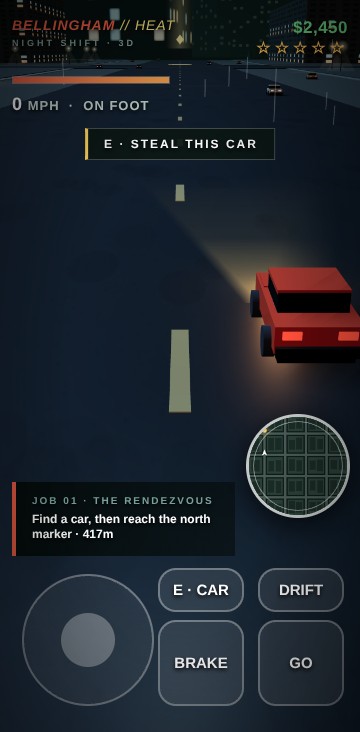 BELLINGHAM // HEAT
NIGHT SHIFT · 3D
$2,450
☆ ☆ ☆ ☆ ☆
0 MPH · ON FOOT
E · STEAL THIS CAR
JOB 01 · THE RENDEZVOUS
Find a car, then reach the north
marker · 417m
E · CAR
DRIFT
BRAKE
GO